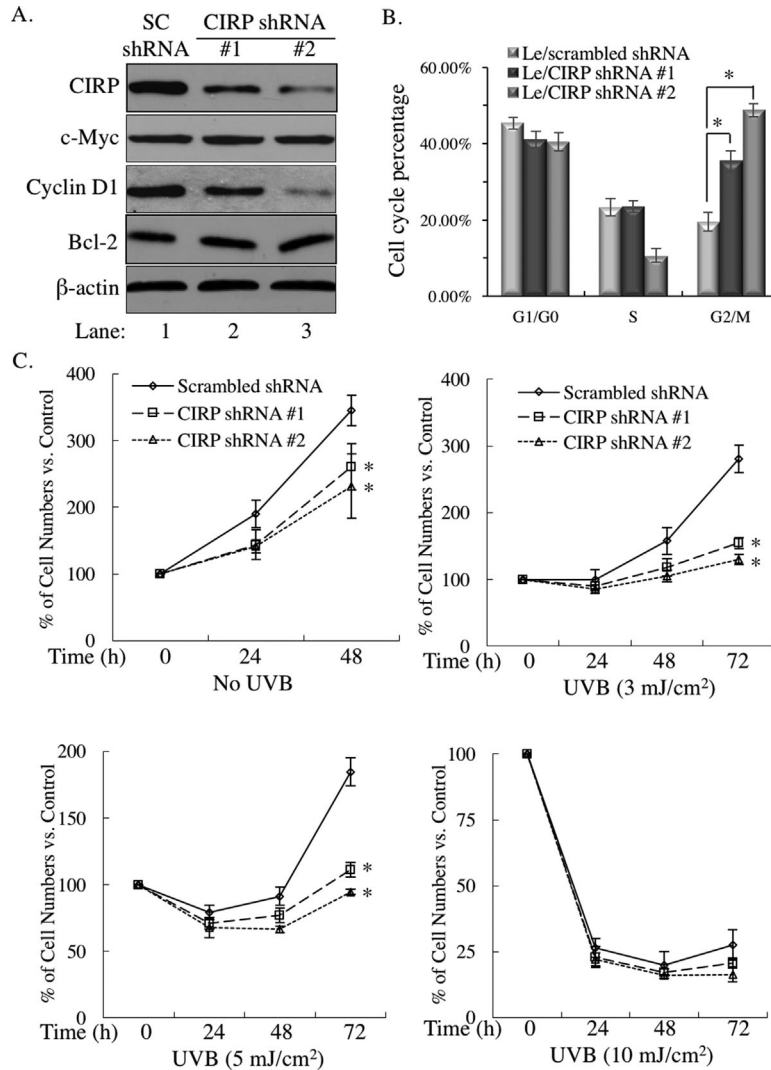 A.
SC
shRNA
CIRP shRNA
#1 #2
CIRP
c-Myc
Cyclin D1
Bcl-2
β-actin
Lane: 1 2 3
B.
Le/scrambled shRNA
Le/CIRP shRNA #1
Le/CIRP shRNA #2
Cell cycle percentage
60.00%
40.00%
20.00%
0.00%
* *
G1/G0 S G2/M
C.
% of Cell Numbers vs. Control
400
300
200
100
0
Scrambled shRNA
CIRP shRNA #1
CIRP shRNA #2
*
*
Time (h) 0 24 48
No UVB
% of Cell Numbers vs. Control
400
300
200
100
0
Scrambled shRNA
CIRP shRNA #1
CIRP shRNA #2
*
*
Time (h) 0 24 48 72
UVB (3 mJ/cm²)
% of Cell Numbers vs. Control
200
150
100
50
0
*
*
Time (h) 0 24 48 72
UVB (5 mJ/cm²)
% of Cell Numbers vs. Control
100
75
50
25
0
Time (h) 0 24 48 72
UVB (10 mJ/cm²)